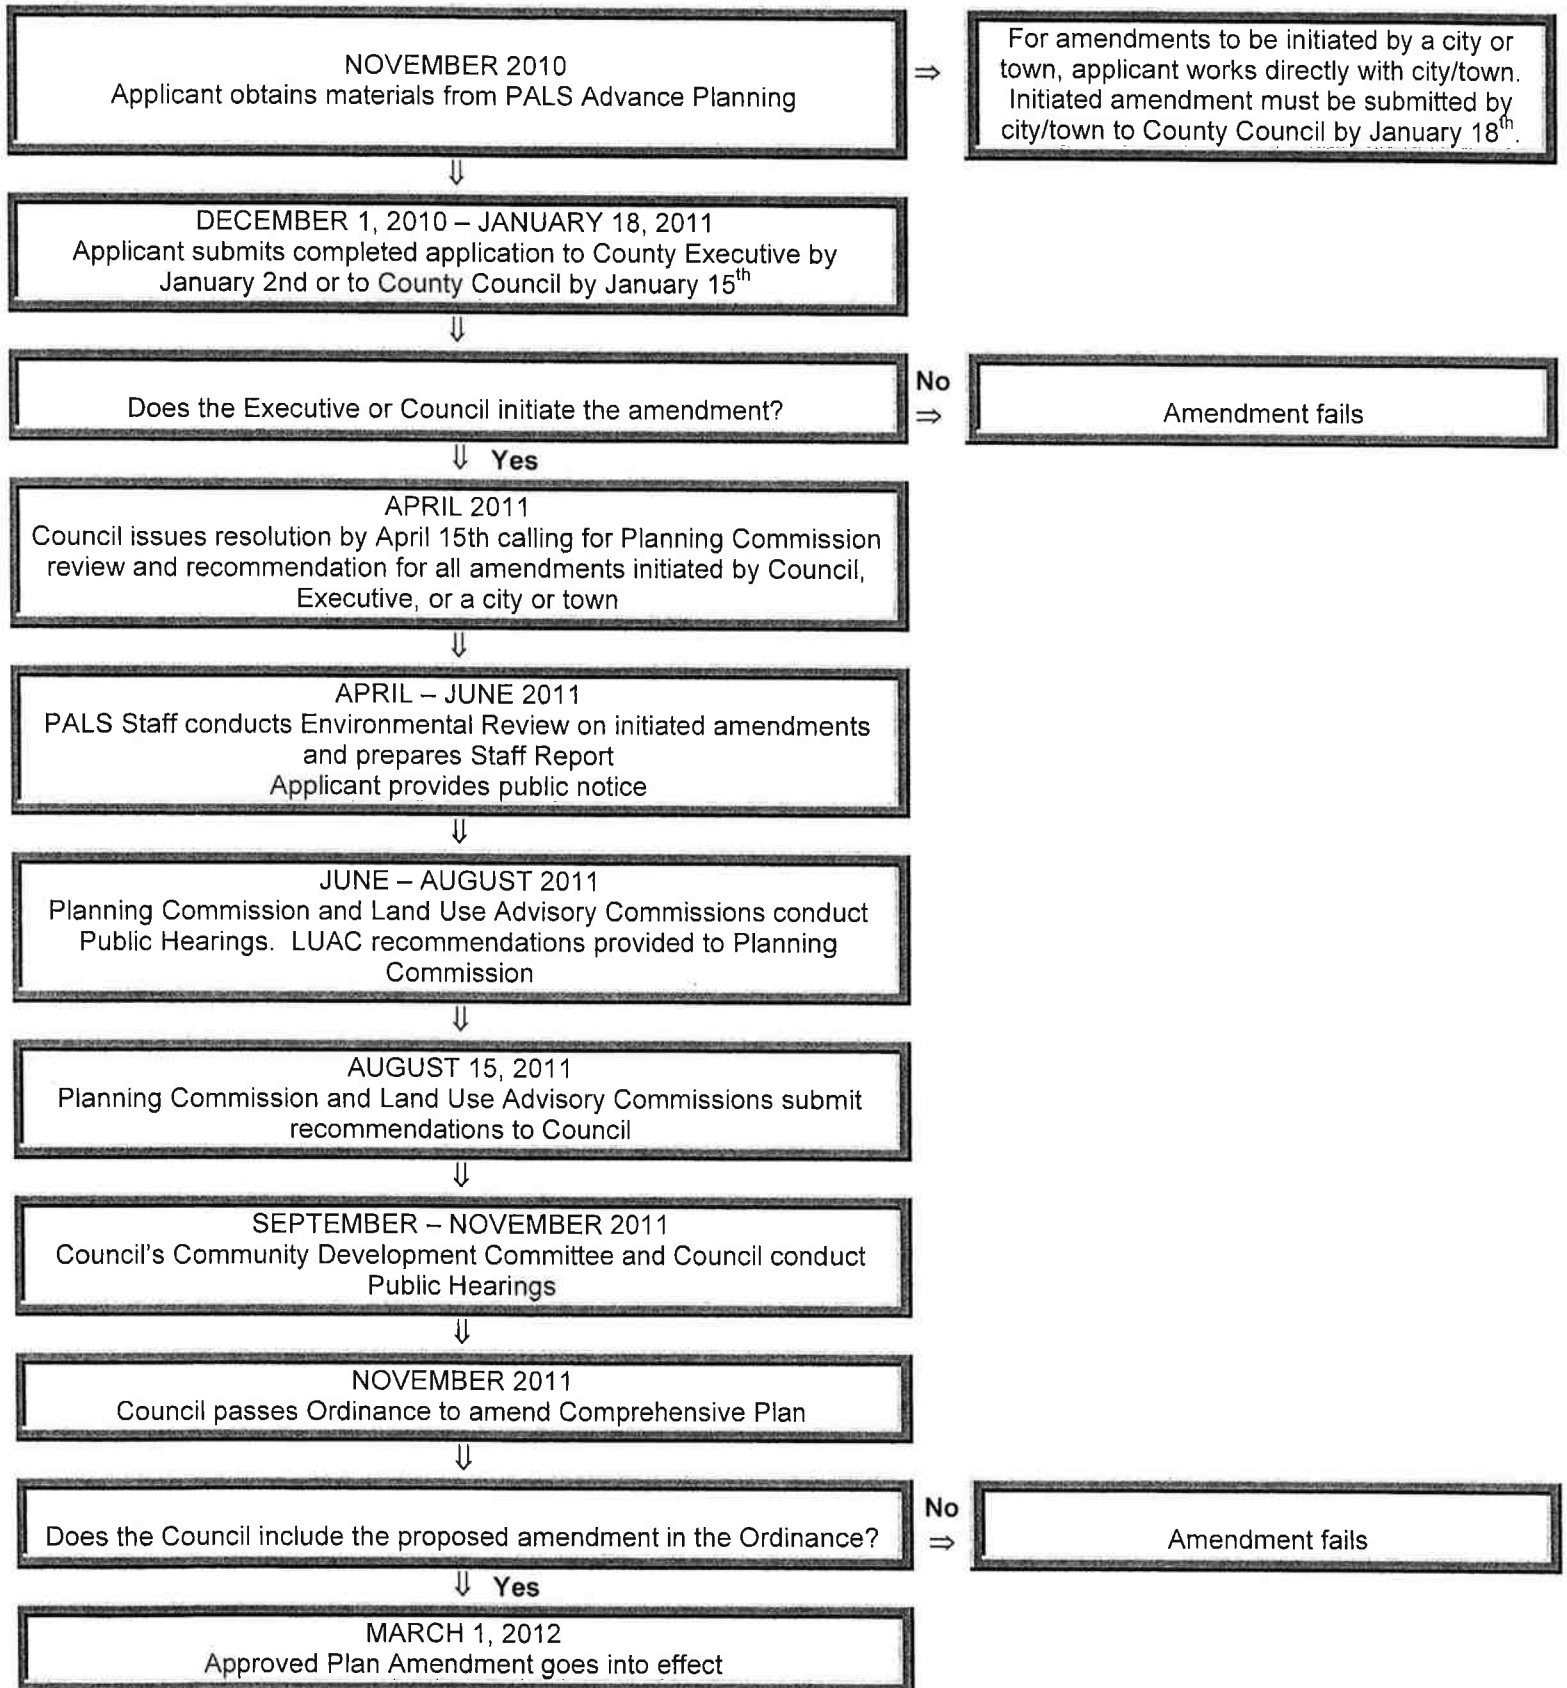 NOVEMBER 2010
Applicant obtains materials from PALS Advance Planning
⇒
For amendments to be initiated by a city or
town, applicant works directly with city/town.
Initiated amendment must be submitted by
city/town to County Council by January 18th.
⇓
DECEMBER 1, 2010 – JANUARY 18, 2011
Applicant submits completed application to County Executive by
January 2nd or to County Council by January 15th
⇓
Does the Executive or Council initiate the amendment?
No
⇒
Amendment fails
⇓ Yes
APRIL 2011
Council issues resolution by April 15th calling for Planning Commission
review and recommendation for all amendments initiated by Council,
Executive, or a city or town
⇓
APRIL – JUNE 2011
PALS Staff conducts Environmental Review on initiated amendments
and prepares Staff Report
Applicant provides public notice
⇓
JUNE – AUGUST 2011
Planning Commission and Land Use Advisory Commissions conduct
Public Hearings. LUAC recommendations provided to Planning
Commission
⇓
AUGUST 15, 2011
Planning Commission and Land Use Advisory Commissions submit
recommendations to Council
⇓
SEPTEMBER – NOVEMBER 2011
Council's Community Development Committee and Council conduct
Public Hearings
⇓
NOVEMBER 2011
Council passes Ordinance to amend Comprehensive Plan
⇓
Does the Council include the proposed amendment in the Ordinance?
No
⇒
Amendment fails
⇓ Yes
MARCH 1, 2012
Approved Plan Amendment goes into effect